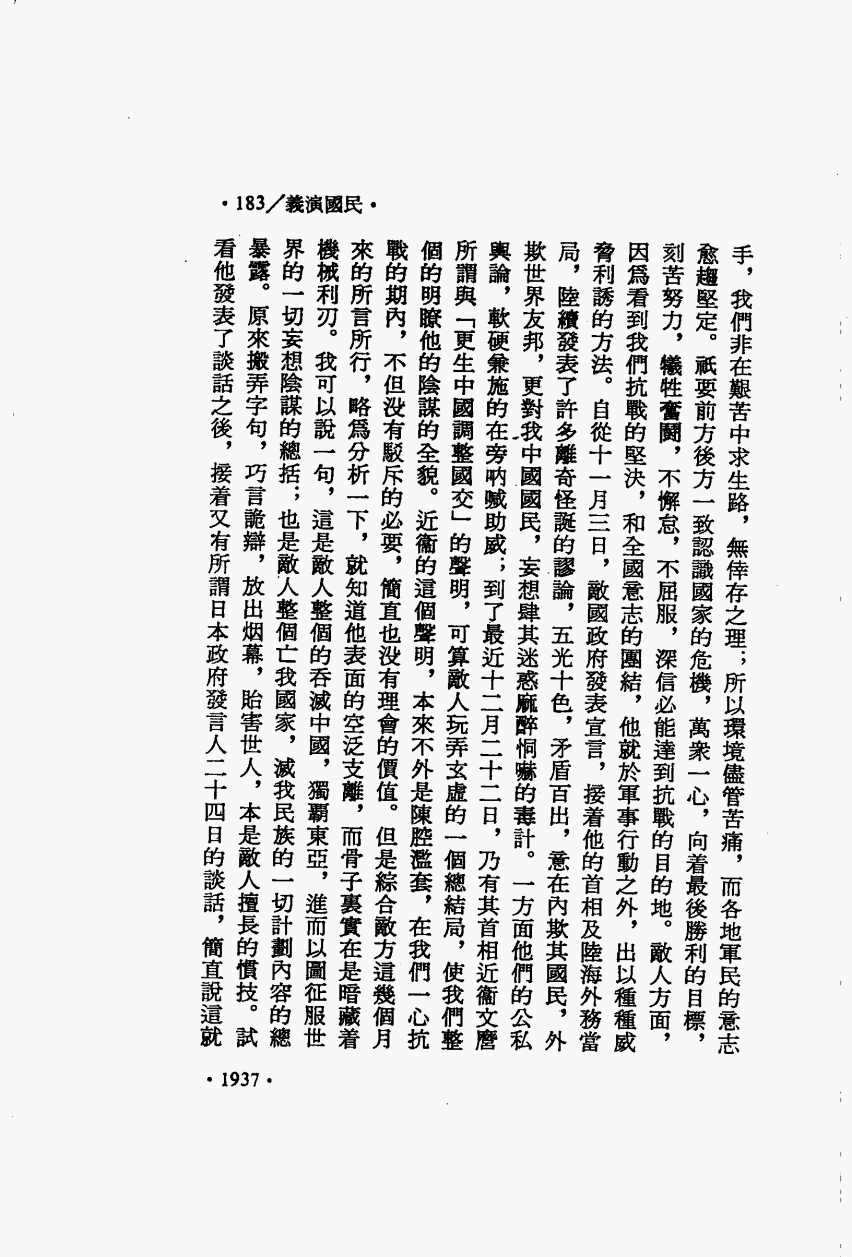 ·183／義演國民·
手，我們非在艱苦中求生路，無倖存之理；所以環境儘管苦痛，而各地軍民的意志
愈趨堅定。祇要前方後方一致認識國家的危機，萬衆一心，向着最後勝利的目標，
刻苦努力，犧牲奮鬪，不懈怠，不屈服，深信必能達到抗戰的目的地。敵人方面，
因爲看到我們抗戰的堅決，和全國意志的團結，他就於軍事行動之外，出以種種威
脅利誘的方法。自從十一月三日，敵國政府發表宣言，接着他的首相及陸海外務當
局，陸續發表了許多離奇怪誕的謬論，五光十色，矛盾百出，意在內欺其國民，外
欺世界友邦，更對我中國國民，妄想肆其迷惑麻醉恫嚇的毒計。一方面他們的公私
輿論，軟硬兼施的在旁吶喊助威；到了最近十二月二十二日，乃有其首相近衞文麿
所謂與「更生中國調整國交」的聲明，可算敵人玩弄玄虛的一個總結局，使我們整
個的明瞭他的陰謀的全貌。近衞的這個聲明，本來不外是陳腔濫套，在我們一心抗
戰的期內，不但没有駁斥的必要，簡直也没有理會的價值。但是綜合敵方這幾個月
來的所言所行，略爲分析一下，就知道他表面的空泛支離，而骨子裏實在是暗藏着
機械利刃。我可以說一句，這是敵人整個的吞滅中國，獨霸東亞，進而以圖征服世
界的一切妄想陰謀的總括；也是敵人整個亡我國家，滅我民族的一切計劃內容的總
暴露。原來搬弄字句，巧言詭辯，放出烟幕，貽害世人，本是敵人擅長的慣技。試
看他發表了談話之後，接着又有所謂日本政府發言人二十四日的談話，簡直說這就
·1937·